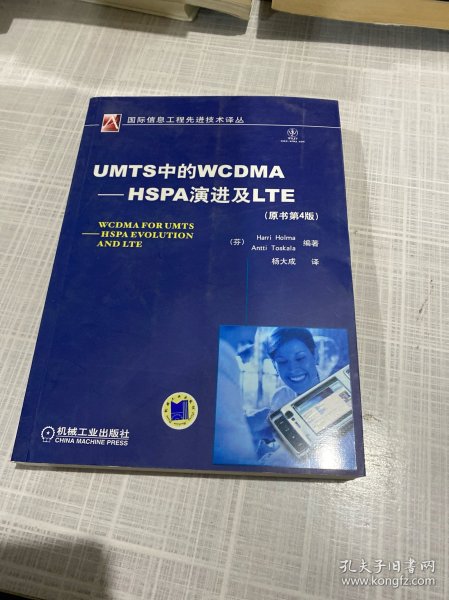 国际信息工程先进技术译丛
UMTS中的WCDMA
——HSPA演进及LTE
(原书第4版)
WCDMA FOR UMTS
——HSPA EVOLUTION
AND LTE
(芬) Harri Holma
Antti Toskala 编著
杨大成 译
机械工业出版社
CHINA MACHINE PRESS
孔夫子旧书网
www.kongfz.com